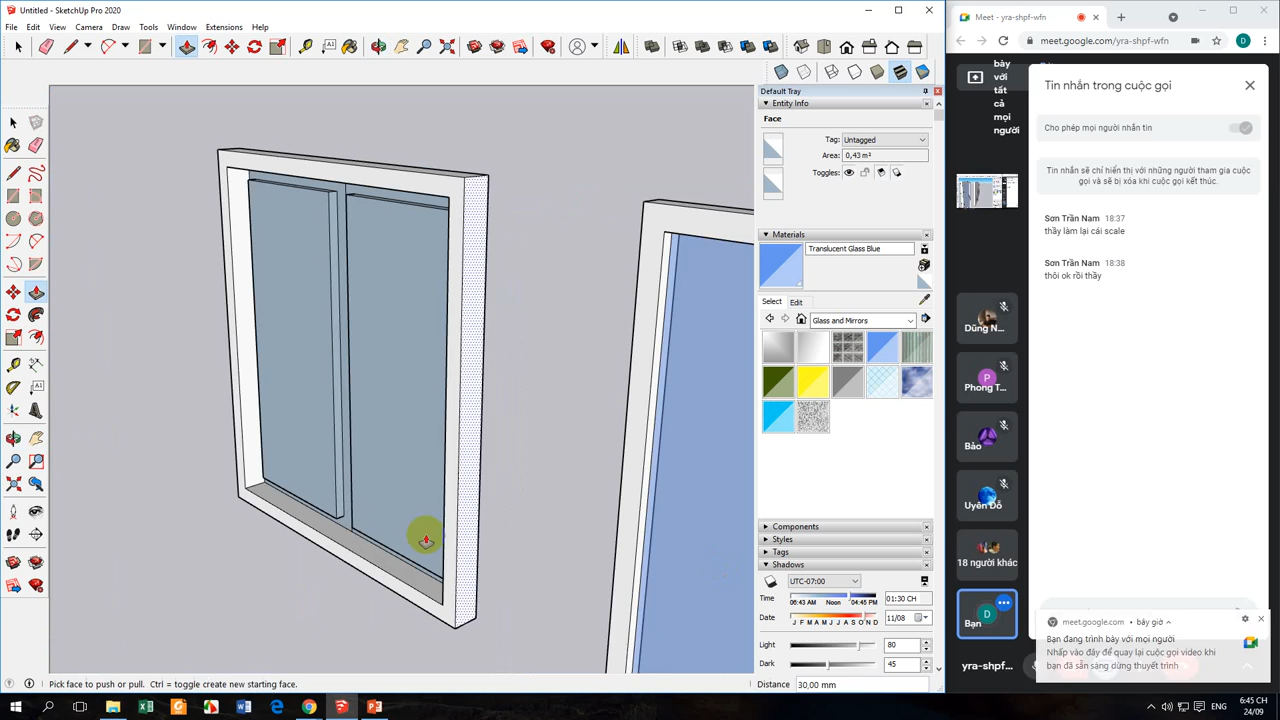 Untitled - SketchUp Pro 2020
File Edit View Camera Draw Tools Window Extensions Help
Default Tray
Entity Info
Face
Tag: Untagged
Area: 0,43 m²
Toggles:
Materials
Translucent Glass Blue
Select Edit
Glass and Mirrors
Components
Styles
Tags
Shadows
UTC-07:00
Time 06:43 AM Noon 04:45 PM 01:30 CH
Date J F M A M J J A S O N D 11/08
Light 80
Dark 45
Pick face to push or pull. Ctrl = toggle create new starting face.
Distance 30,00 mm
Meet - yra-shpf-wfn
meet.google.com/yra-shpf-wfn
D
bày
với
tất
cả
mọi
người
Dũng N...
P
Phong T...
Bảo
Uyên Đỗ
18 người khác
D
Bạn
yra-shpf...
Tin nhắn trong cuộc gọi
Cho phép mọi người nhắn tin
Tin nhắn sẽ chỉ hiển thị với những người tham gia cuộc
gọi và sẽ bị xóa khi cuộc gọi kết thúc.
Sơn Trần Nam 18:37
thầy làm lại cái scale
Sơn Trần Nam 18:38
thôi ok rồi thầy
meet.google.com • bây giờ
Bạn đang trình bày với mọi người
Nhấp vào đây để quay lại cuộc gọi video khi
bạn đã sẵn sàng dừng thuyết trình
ENG
6:45 CH
24/09